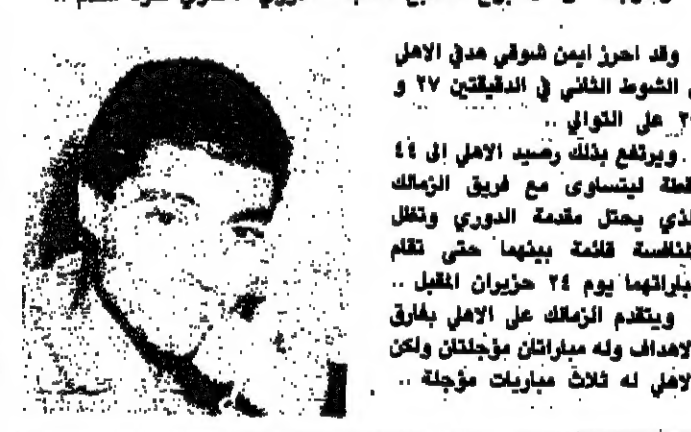 وقد احرز ايمن شوقي هدفي الاهلي
الشوط الثاني في الدقيقتين ٢٧ و
على التوالي ..
. ويرتفع بذلك رصيد الاهلي الى ٤٤
نقطة ليتساوى مع فريق الزمالك
الذي يحتل مقدمة الدوري وتظل
المنافسة قائمة بينهما حتى تقام
مباراتهما يوم ٢٤ حزيران المقبل ..
ويتقدم الزمالك على الاهلي بفارق
الاهداف وله مباراتان مؤجلتان ولكن
الاهلي له ثلاث مباريات مؤجلة ..